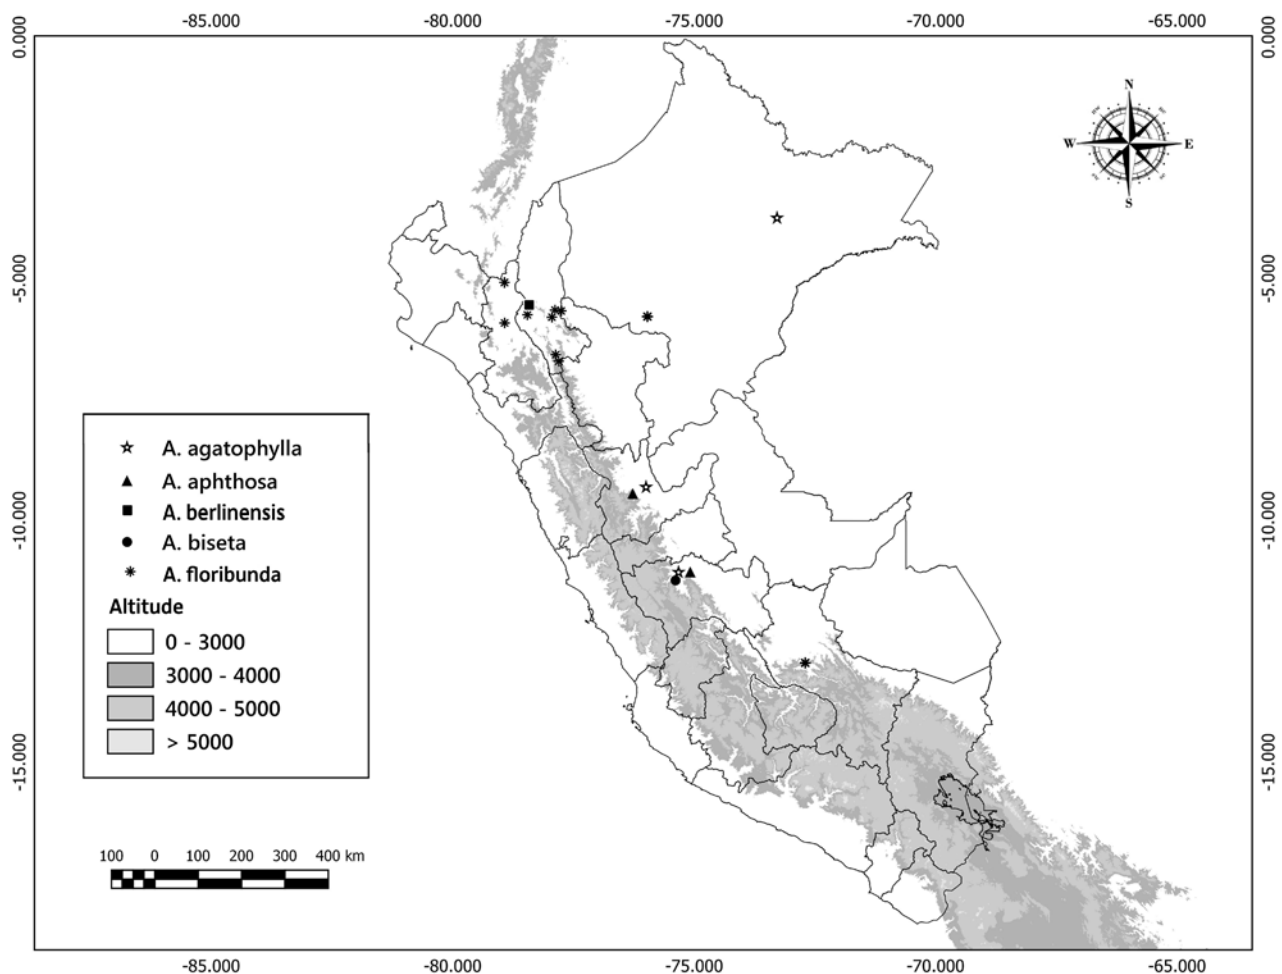 -85.000 -80.000 -75.000 -70.000 -65.000
0.000 0.000
N
W E
S
-5.000 -5.000
A. agatophylla
A. aphthosa
-10.000 A. berlinensis -10.000
A. biseta
A. floribunda
Altitude
0 - 3000
3000 - 4000
4000 - 5000
> 5000
-15.000 -15.000
100 0 100 200 300 400 km
-85.000 -80.000 -75.000 -70.000 -65.000